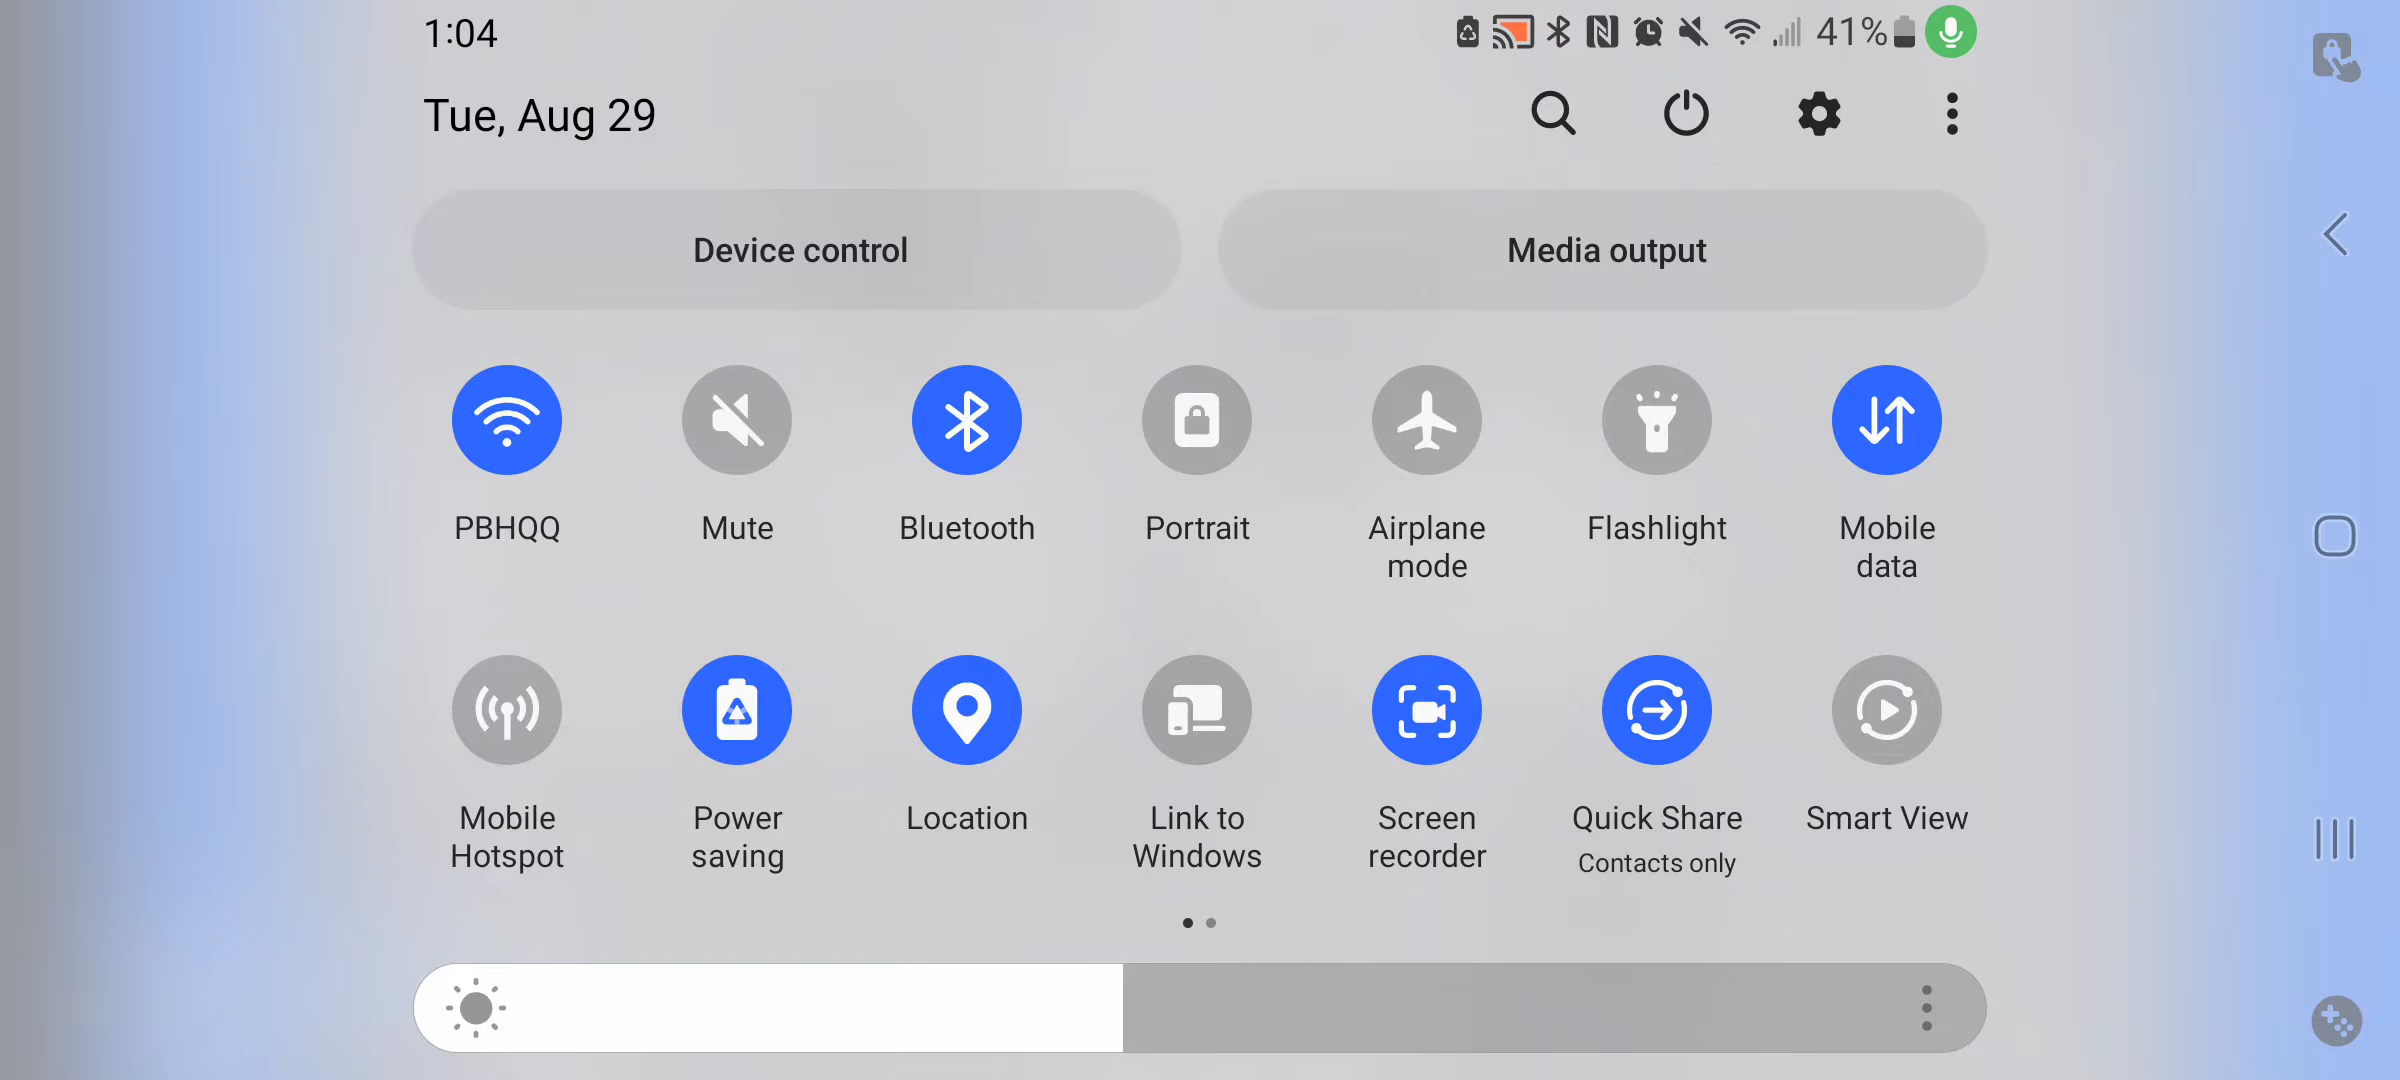 1:04
41%
Tue, Aug 29
Device control
Media output
PBHQQ
Mute
Bluetooth
Portrait
Airplane
mode
Flashlight
Mobile
data
Mobile
Hotspot
Power
saving
Location
Link to
Windows
Screen
recorder
Quick Share
Contacts only
Smart View